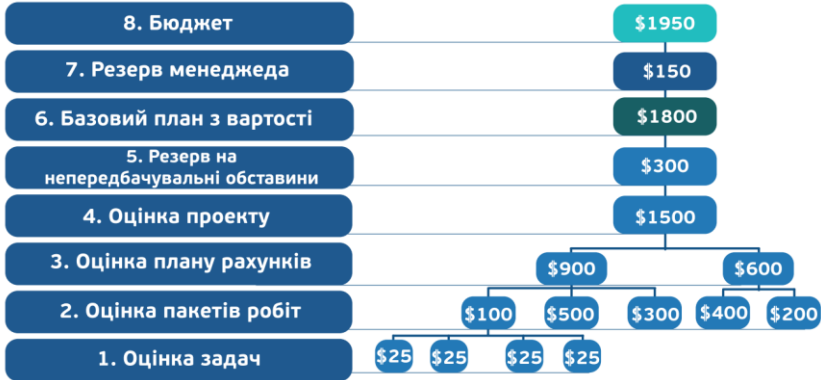 8. Бюджет
$1950
7. Резерв менеджеда
$150
6. Базовий план з вартості
$1800
5. Резерв на
непередбачувальні обставини
$300
4. Оцінка проекту
$1500
3. Оцінка плану рахунків
$900
$600
2. Оцінка пакетів робіт
$100
$500
$300
$400
$200
1. Оцінка задач
$25
$25
$25
$25